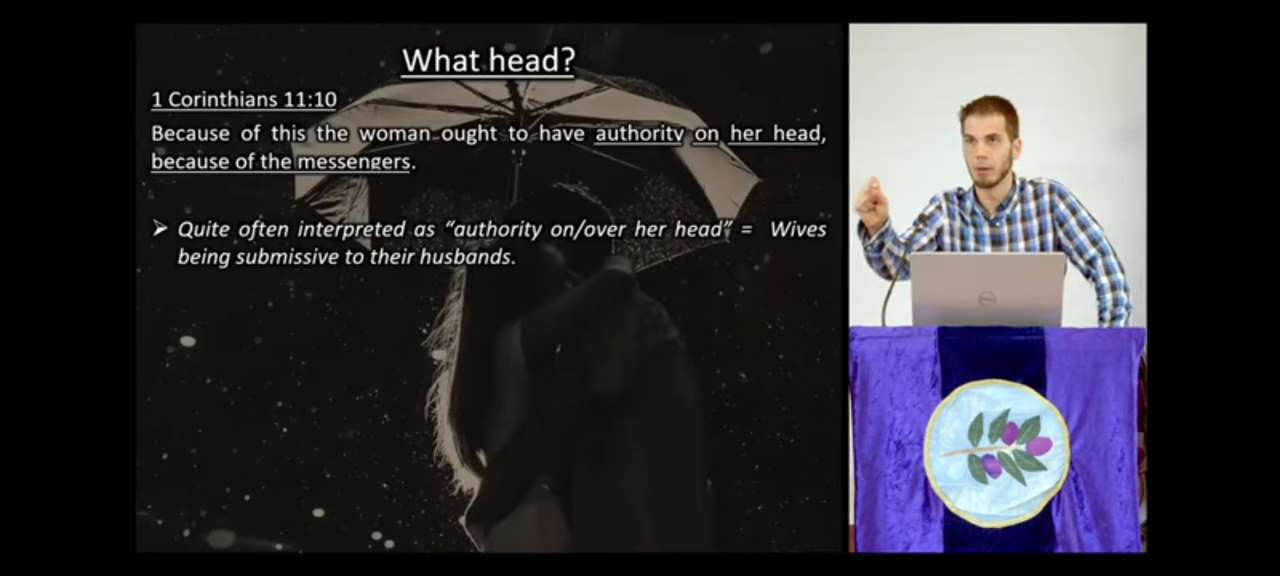 What head?
1 Corinthians 11:10
Because of this the woman ought to have authority on her head,
because of the messengers.
➢ Quite often interpreted as “authority on/over her head” = Wives
being submissive to their husbands.
DELL